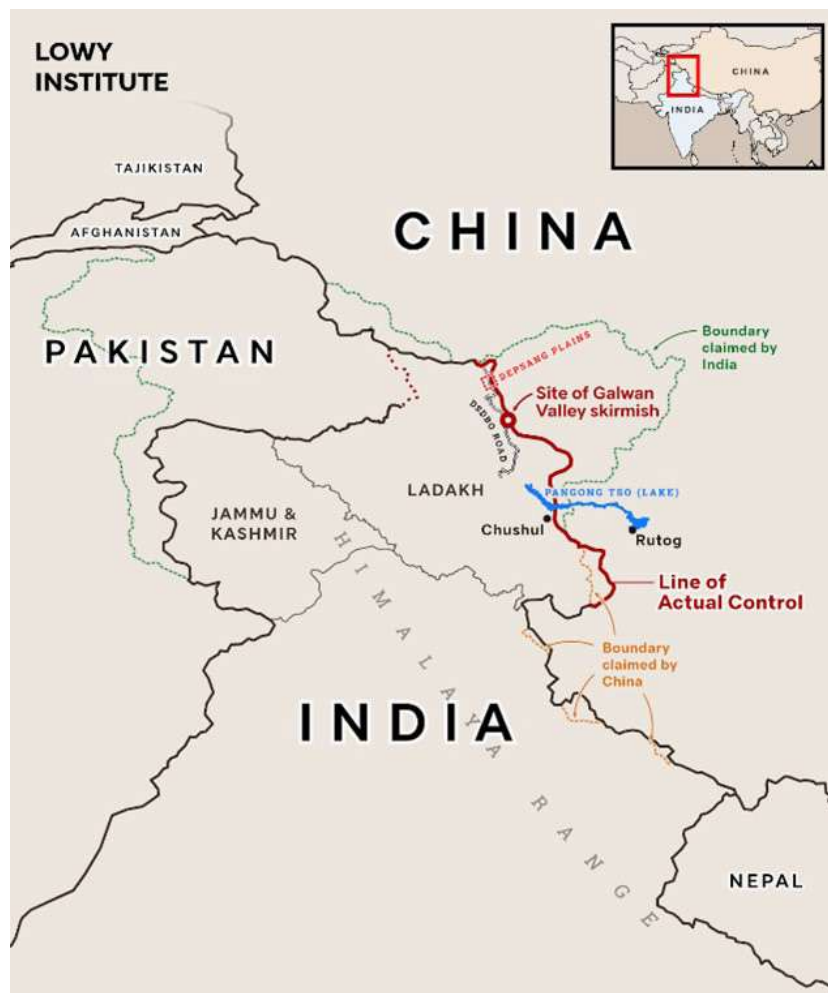 LOWY
INSTITUTE
CHINA
INDIA
TAJIKISTAN
AFGHANISTAN
CHINA
PAKISTAN
Boundary
claimed by
India
DEPSANG PLAINS
Site of Galwan
Valley skirmish
DSDBO ROAD
LADAKH
PANGONG TSO (LAKE)
JAMMU &
KASHMIR
Chushul
Rutog
Line of
Actual Control
HIMALAYA RANGE
Boundary
claimed by
China
INDIA
NEPAL